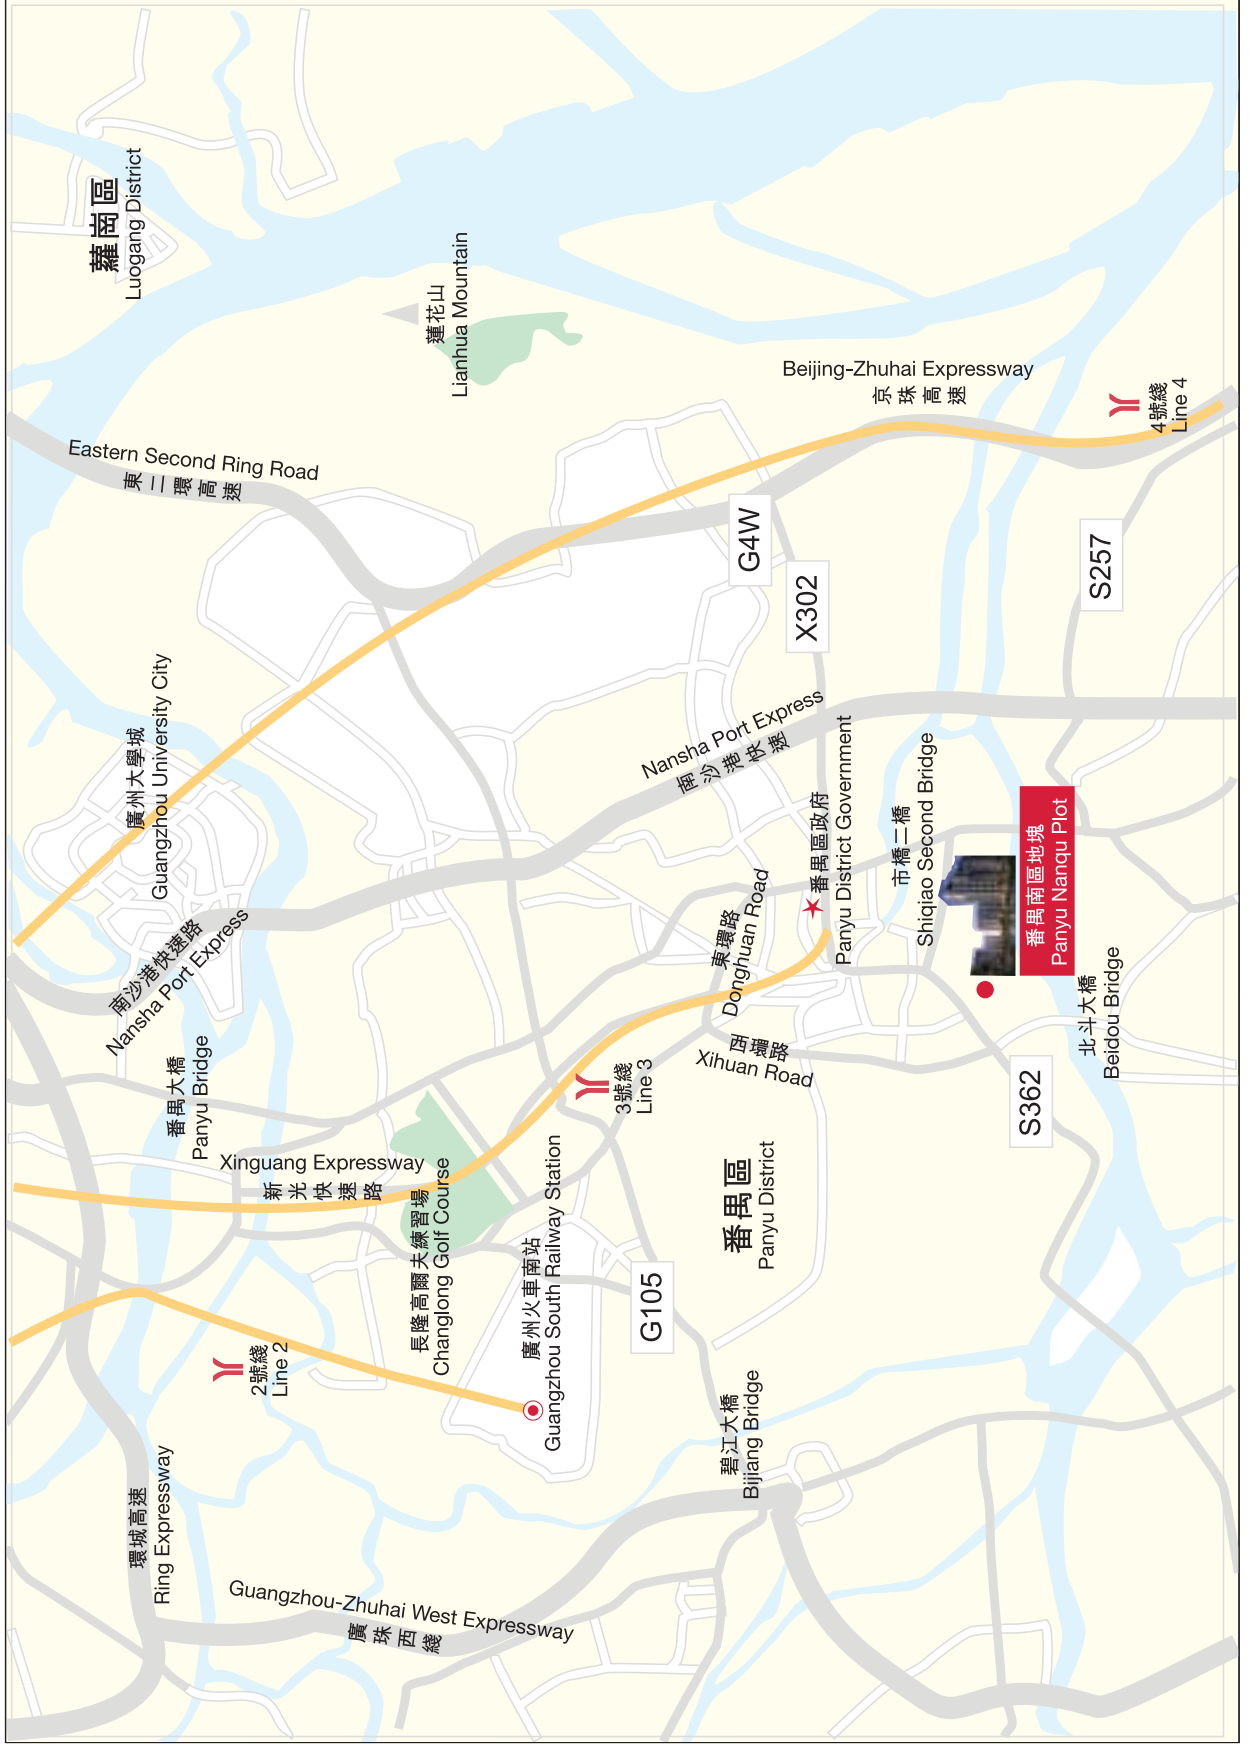 蘿崗區
Luogang District
蓮花山
Lianhua Mountain
Eastern Second Ring Road
東二環高速
Beijing-Zhuhai Expressway
京珠高速
4號綫
Line 4
G4W
X302
S257
廣州大學城
Guangzhou University City
Nansha Port Express
南沙港快速
南沙港快速路
Nansha Port Express
番禺區政府
Panyu District Government
市橋二橋
Shiqiao Second Bridge
番禺南區地塊
Panyu Nanqu Plot
東環路
Donghuan Road
西環路
Xihuan Road
北斗大橋
Beidou Bridge
番禺大橋
Panyu Bridge
3號綫
Line 3
S362
Xinguang Expressway
新光快速路
長隆高爾夫練習場
Changlong Golf Course
廣州火車南站
Guangzhou South Railway Station
番禺區
Panyu District
G105
2號綫
Line 2
碧江大橋
Bijiang Bridge
環城高速
Ring Expressway
Guangzhou-Zhuhai West Expressway
廣珠西綫